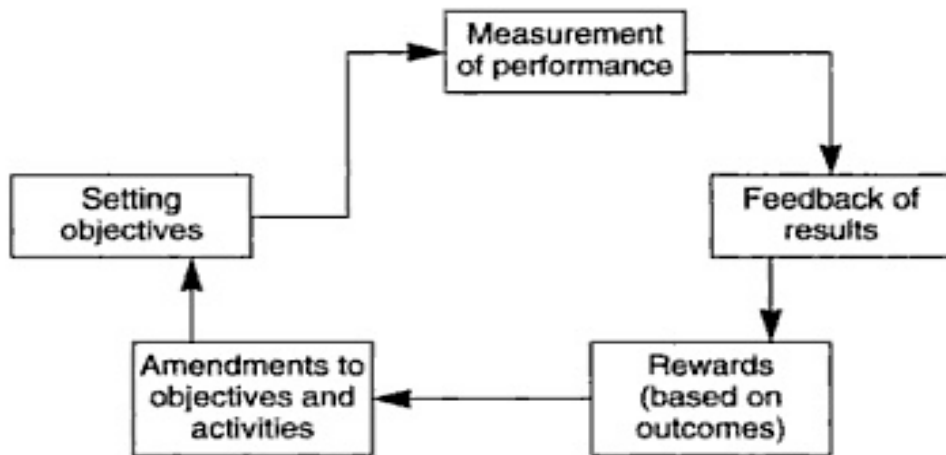 Measurement
of performance
Setting
objectives
Feedback of
results
Amendments to
objectives and
activities
Rewards
(based on
outcomes)